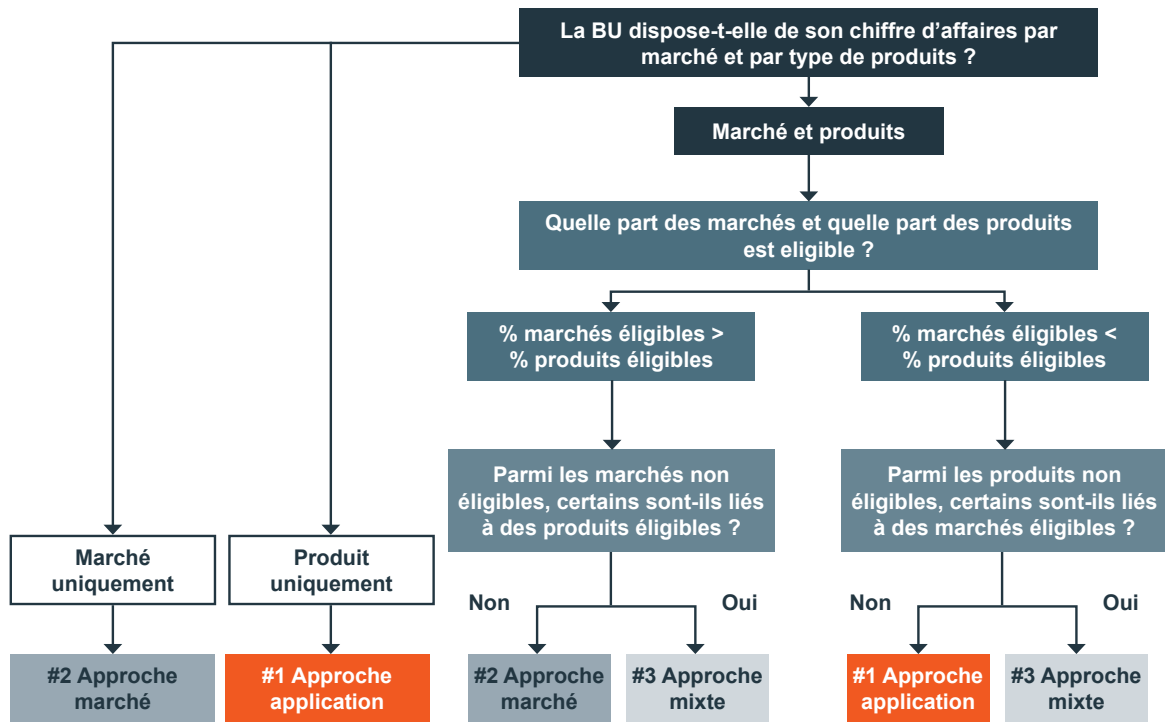 La BU dispose-t-elle de son chiffre d’affaires par
marché et par type de produits ?
Marché et produits
Quelle part des marchés et quelle part des produits
est eligible ?
% marchés éligibles >
% produits éligibles
% marchés éligibles <
% produits éligibles
Parmi les marchés non
éligibles, certains sont-ils liés
à des produits éligibles ?
Parmi les produits non
éligibles, certains sont-ils liés
à des marchés éligibles ?
Marché
uniquement
Produit
uniquement
Non
Oui
Non
Oui
#2 Approche
marché
#1 Approche
application
#2 Approche
marché
#3 Approche
mixte
#1 Approche
application
#3 Approche
mixte